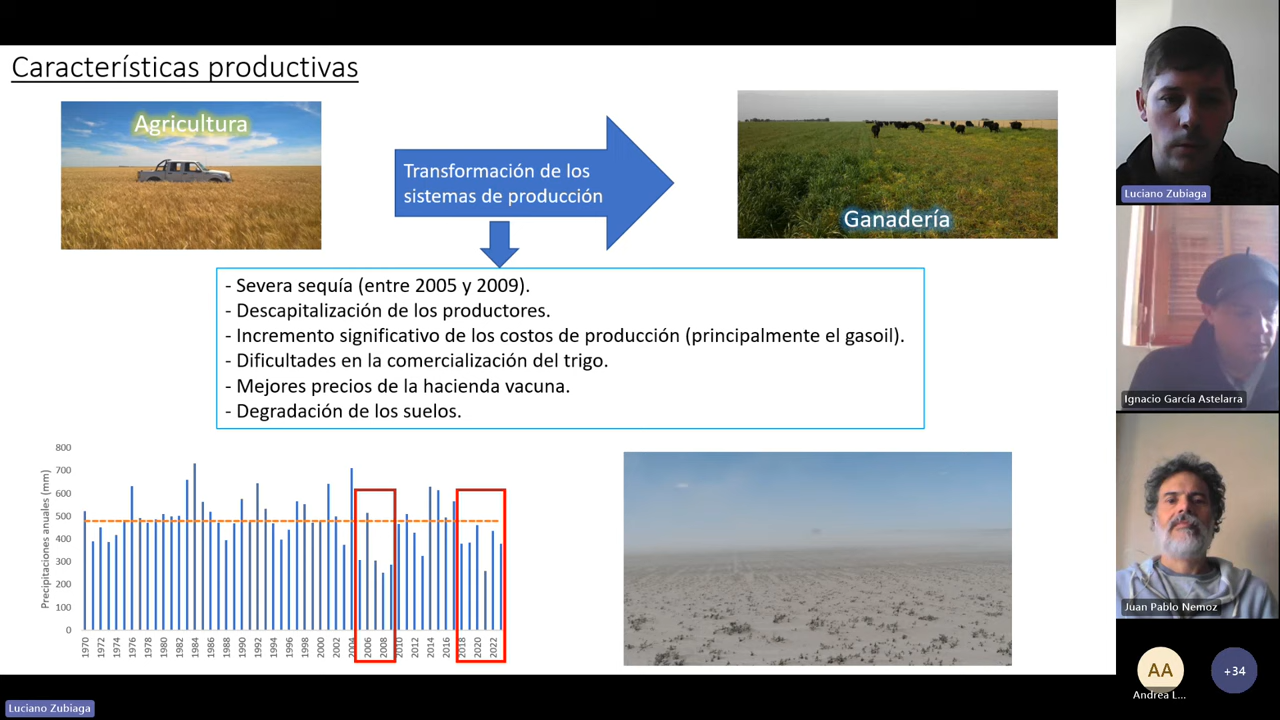 Características productivas
Agricultura
Transformación de los
sistemas de producción
Ganadería
- Severa sequía (entre 2005 y 2009).
- Descapitalización de los productores.
- Incremento significativo de los costos de producción (principalmente el gasoil).
- Dificultades en la comercialización del trigo.
- Mejores precios de la hacienda vacuna.
- Degradación de los suelos.
Precipitaciones anuales (mm)
800
700
600
500
400
300
200
100
0
1970
1972
1974
1976
1978
1980
1982
1984
1986
1988
1990
1992
1994
1996
1998
2000
2002
2004
2006
2008
2010
2012
2014
2016
2018
2020
2022
Luciano Zubiaga
Ignacio García Astelarra
Juan Pablo Nemoz
AA
Andrea L...
+34
Luciano Zubiaga